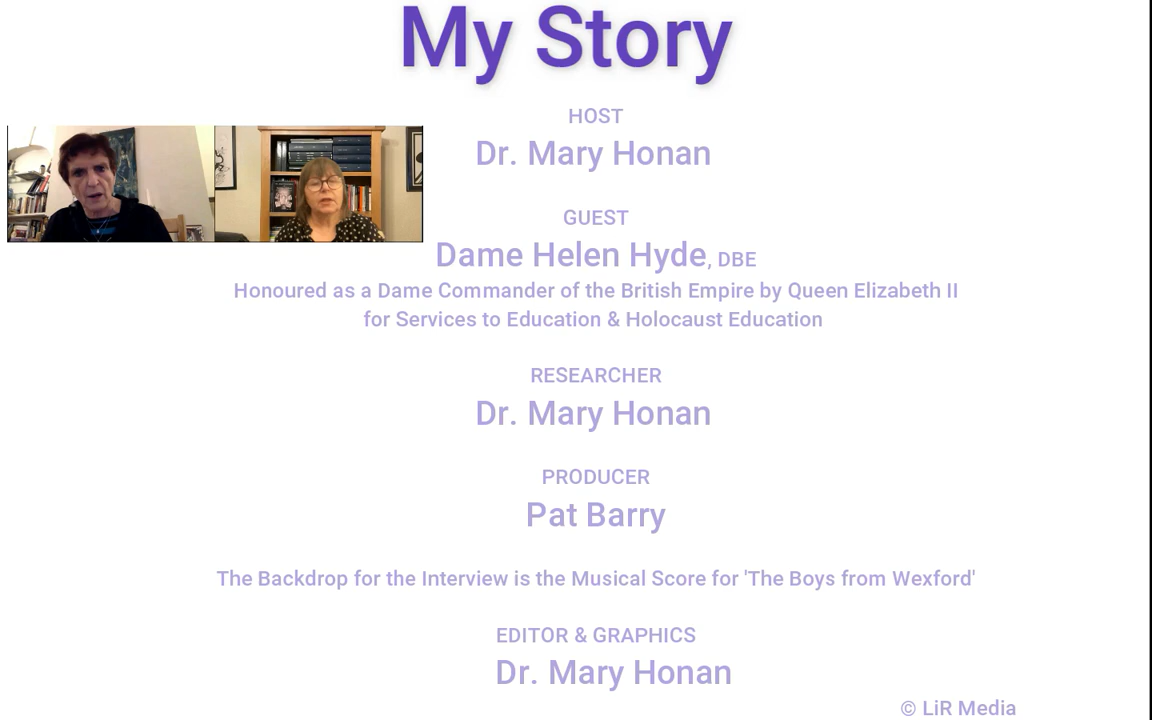 My Story
HOST
Dr. Mary Honan
GUEST
Dame Helen Hyde, DBE
Honoured as a Dame Commander of the British Empire by Queen Elizabeth II
for Services to Education & Holocaust Education
RESEARCHER
Dr. Mary Honan
PRODUCER
Pat Barry
The Backdrop for the Interview is the Musical Score for 'The Boys from Wexford'
EDITOR & GRAPHICS
Dr. Mary Honan
© LiR Media